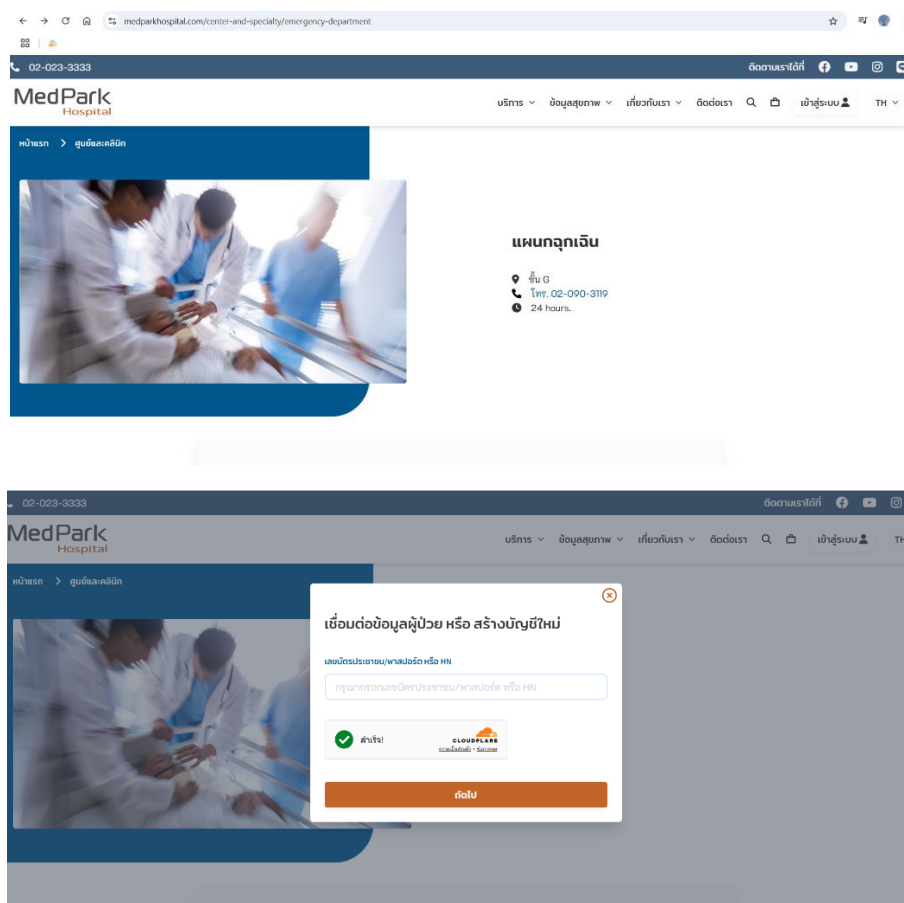 medparkhospital.com/center-and-specialty/emergency-department
02-023-3333
ติดตามเราได้ที่
MedPark
Hospital
บริการ ข้อมูลสุขภาพ เกี่ยวกับเรา ติดต่อเรา เข้าสู่ระบบ TH
หน้าแรก ศูนย์และคลินิก
แผนกฉุกเฉิน
ชั้น G
โทร. 02-090-3119
24 hours.
02-023-3333
ติดตามเราได้ที่
MedPark
Hospital
บริการ ข้อมูลสุขภาพ เกี่ยวกับเรา ติดต่อเรา เข้าสู่ระบบ TH
หน้าแรก ศูนย์และคลินิก
เชื่อมต่อข้อมูลผู้ป่วย หรือ สร้างบัญชีใหม่
เลขบัตรประชาชน/พาสปอร์ต หรือ HN
กรุณากรอกเลขบัตรประชาชน/พาสปอร์ต หรือ HN
สำเร็จ!
CLOUDFLARE
ถัดไป